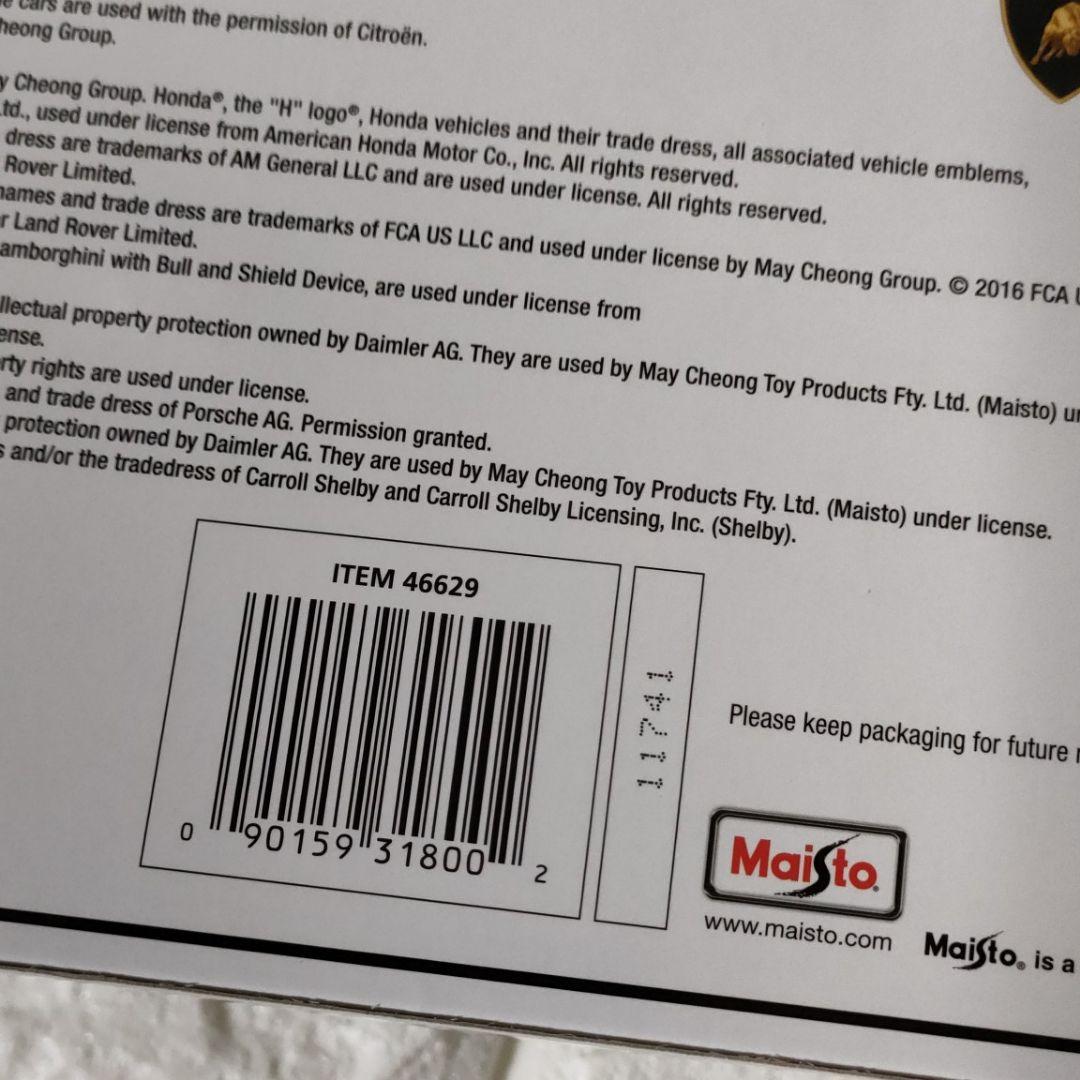 cars are used with the permission of Citroën.
heong Group.
y Cheong Group. Honda®, the "H" logo®, Honda vehicles and their trade dress, all associated vehicle emblems,
td., used under license from American Honda Motor Co., Inc. All rights reserved.
dress are trademarks of AM General LLC and are used under license. All rights reserved.
Rover Limited.
names and trade dress are trademarks of FCA US LLC and used under license by May Cheong Group. © 2016 FCA
r Land Rover Limited.
amborghini with Bull and Shield Device, are used under license from
llectual property protection owned by Daimler AG. They are used by May Cheong Toy Products Fty. Ltd. (Maisto) un
ense.
rty rights are used under license.
and trade dress of Porsche AG. Permission granted.
protection owned by Daimler AG. They are used by May Cheong Toy Products Fty. Ltd. (Maisto) under license.
s and/or the tradedress of Carroll Shelby and Carroll Shelby Licensing, Inc. (Shelby).
ITEM 46629
0 90159 31800 2
11741
Please keep packaging for future
Maisto®
www.maisto.com
Maisto® is a